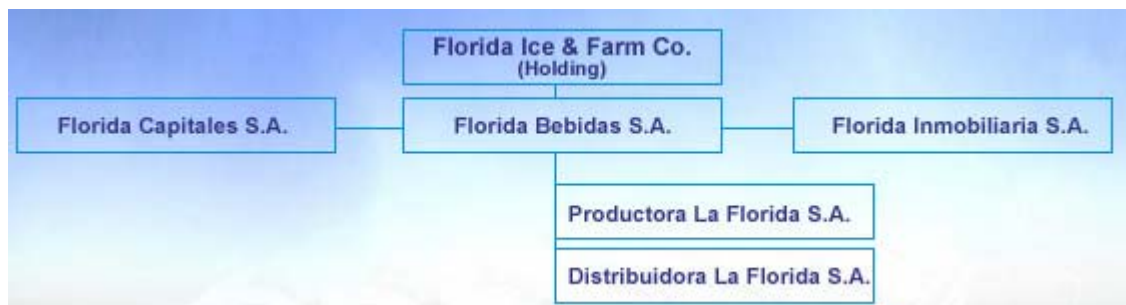 Florida Ice & Farm Co.
(Holding)
Florida Capitales S.A.
Florida Bebidas S.A.
Florida Inmobiliaria S.A.
Productora La Florida S.A.
Distribuidora La Florida S.A.